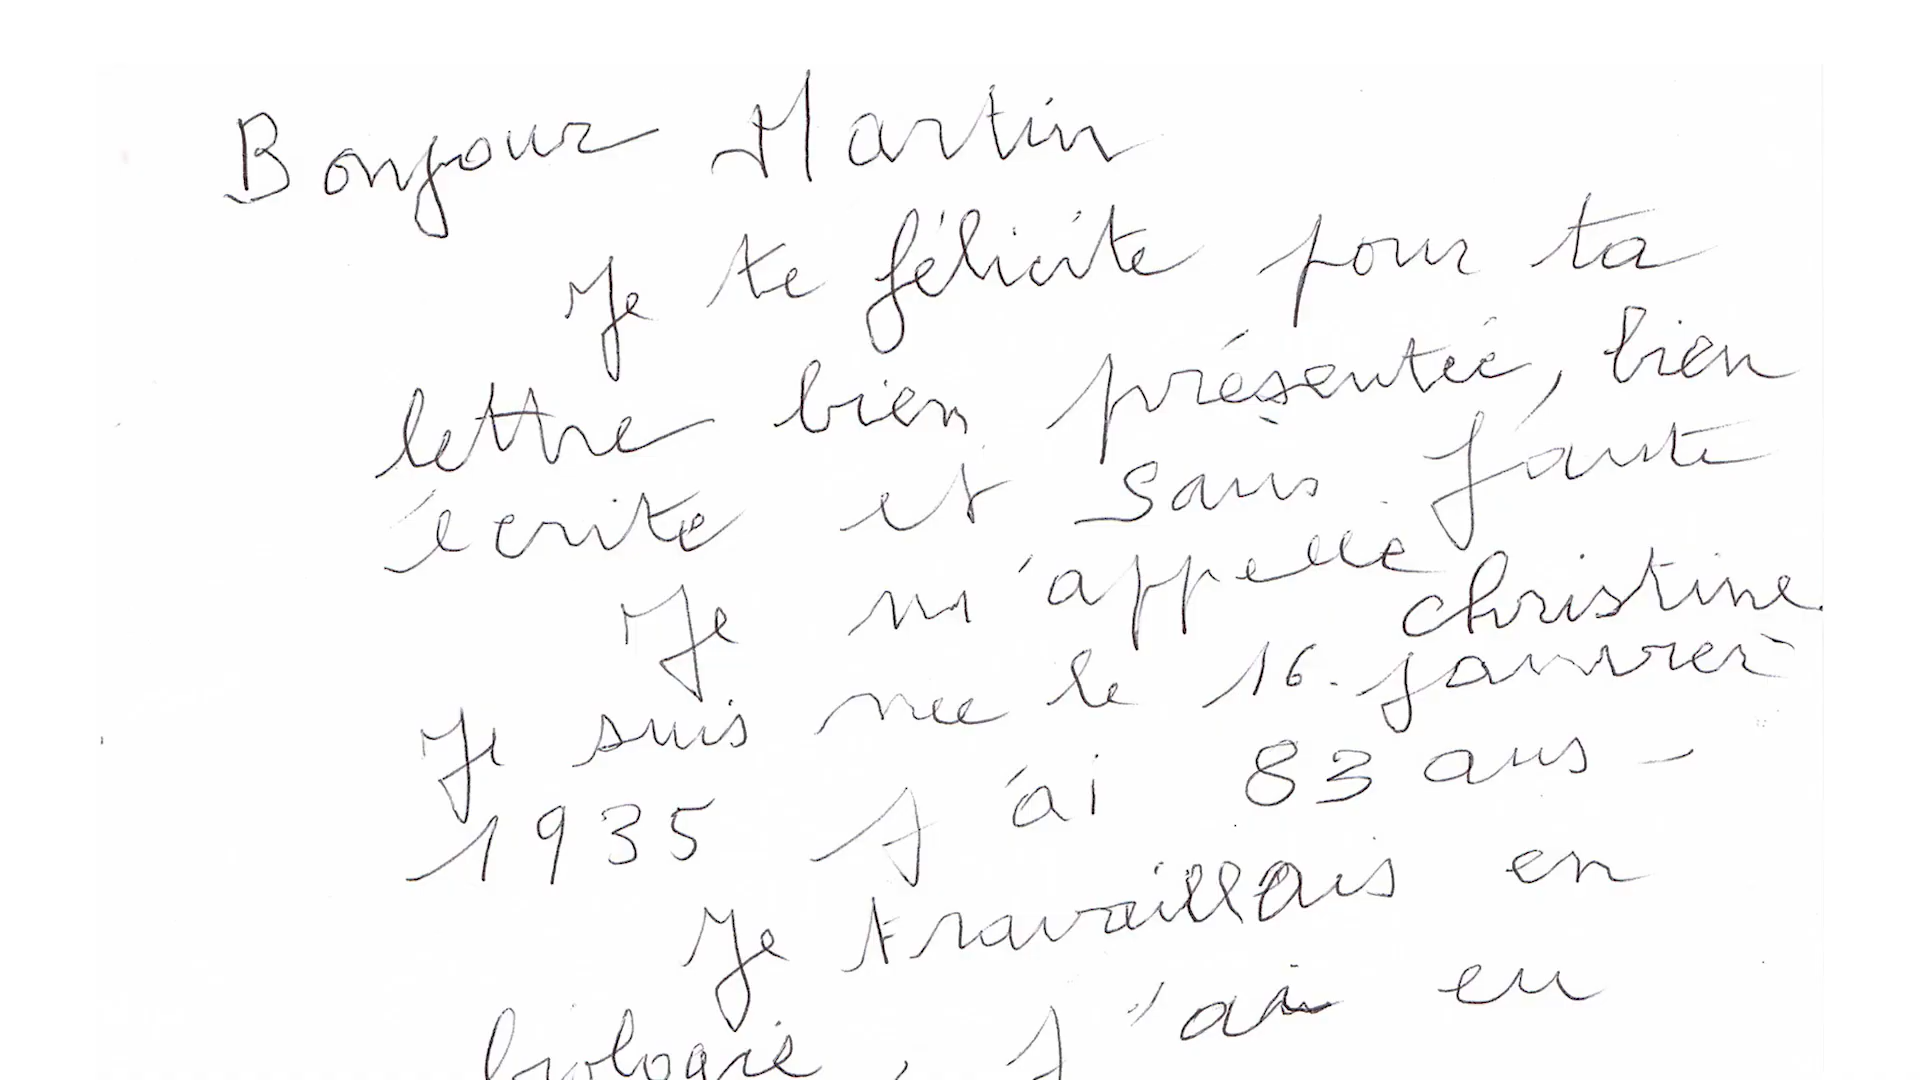 Bonjour Martin
Je te félicite pour ta
lettre bien présentée, bien
écrite et sans faute
Je m'appelle
christine
Je suis née le 16. janvier
1935 J'ai 83 ans -
Je travaillais en
biologie, J'ai eu